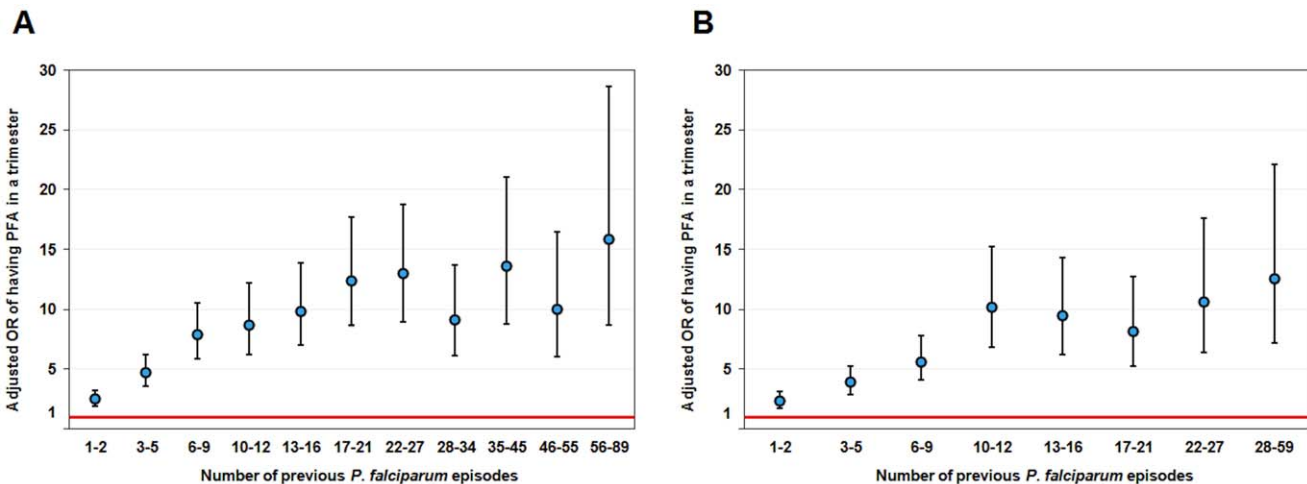 A
Adjusted OR of having PFA in a trimester
30
25
20
15
10
5
1
1-2 3-5 6-9 10-12 13-16 17-21 22-27 28-34 35-45 46-55 56-89
Number of previous P. falciparum episodes
B
Adjusted OR of having PFA in a trimester
30
25
20
15
10
5
1
1-2 3-5 6-9 10-12 13-16 17-21 22-27 28-59
Number of previous P. falciparum episodes